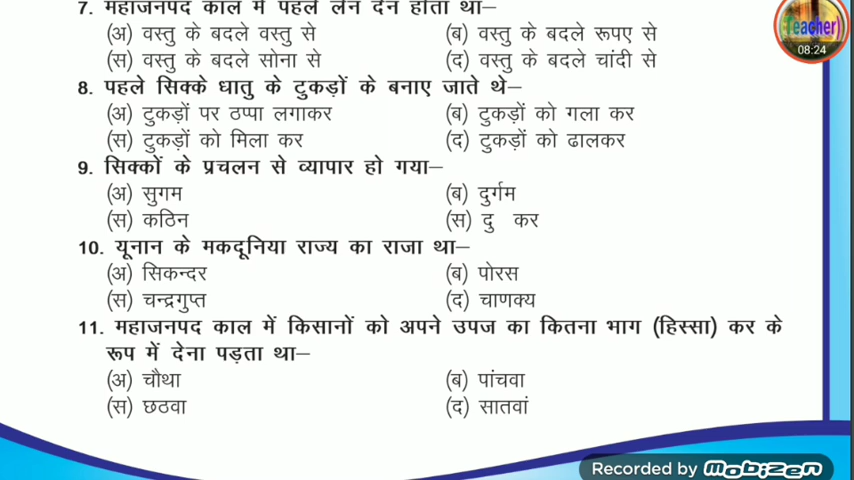 7. महाजनपद काल में पहले लेन देन होता था–
(अ) वस्तु के बदले वस्तु से (ब) वस्तु के बदले रूपए से
(स) वस्तु के बदले सोना से (द) वस्तु के बदले चांदी से
8. पहले सिक्के धातु के टुकड़ों के बनाए जाते थे–
(अ) टुकड़ों पर ठप्पा लगाकर (ब) टुकड़ों को गला कर
(स) टुकड़ों को मिला कर (द) टुकड़ों को ढालकर
9. सिक्कों के प्रचलन से व्यापार हो गया–
(अ) सुगम (ब) दुर्गम
(स) कठिन (स) दु कर
10. यूनान के मकदूनिया राज्य का राजा था–
(अ) सिकन्दर (ब) पोरस
(स) चन्द्रगुप्त (द) चाणक्य
11. महाजनपद काल में किसानों को अपने उपज का कितना भाग (हिस्सा) कर के
रूप में देना पड़ता था–
(अ) चौथा (ब) पांचवा
(स) छठवा (द) सातवां
Teacher
08:24
Recorded by mobizen